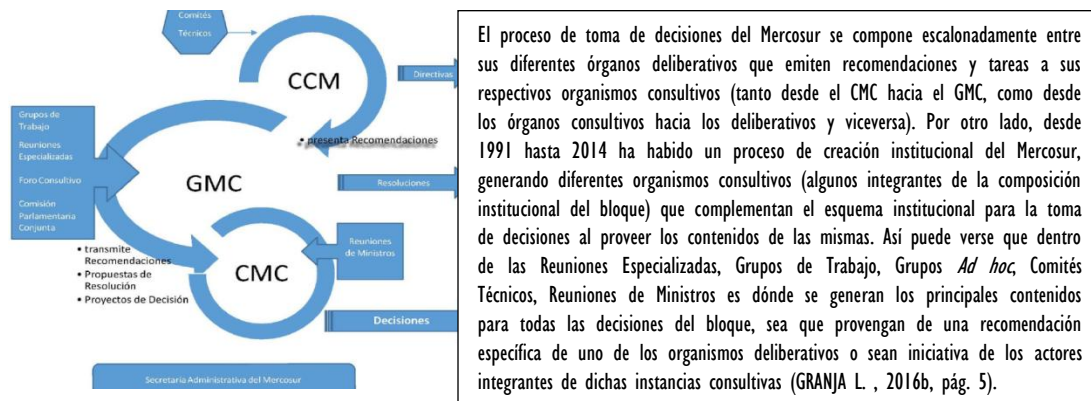 Comités
Técnicos
CCM
Directivas
• presenta Recomendaciones
Grupos de
Trabajo
Reuniones
Especializadas
Foro Consultivo
Comisión
Parlamentaria
Conjunta
GMC
Resoluciones
• transmite
Recomendaciones
• Propuestas de
Resolución
• Proyectos de Decisión
CMC
Reuniones
de Ministros
Decisiones
Secretaria Administrativa del Mercosur
El proceso de toma de decisiones del Mercosur se compone escalonadamente entre
sus diferentes órganos deliberativos que emiten recomendaciones y tareas a sus
respectivos organismos consultivos (tanto desde el CMC hacia el GMC, como desde
los órganos consultivos hacia los deliberativos y viceversa). Por otro lado, desde
1991 hasta 2014 ha habido un proceso de creación institucional del Mercosur,
generando diferentes organismos consultivos (algunos integrantes de la composición
institucional del bloque) que complementan el esquema institucional para la toma
de decisiones al proveer los contenidos de las mismas. Así puede verse que dentro
de las Reuniones Especializadas, Grupos de Trabajo, Grupos Ad hoc, Comités
Técnicos, Reuniones de Ministros es dónde se generan los principales contenidos
para todas las decisiones del bloque, sea que provengan de una recomendación
específica de uno de los organismos deliberativos o sean iniciativa de los actores
integrantes de dichas instancias consultivas (GRANJA L. , 2016b, pág. 5).